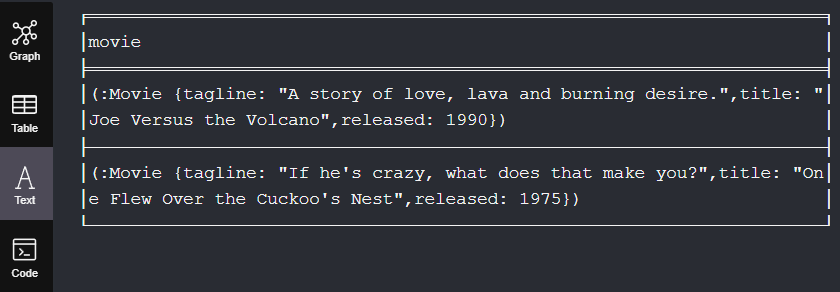 Graph
Table
Text
Code
movie
(:Movie {tagline: "A story of love, lava and burning desire.",title: "
Joe Versus the Volcano",released: 1990})
(:Movie {tagline: "If he's crazy, what does that make you?",title: "On
e Flew Over the Cuckoo's Nest",released: 1975})